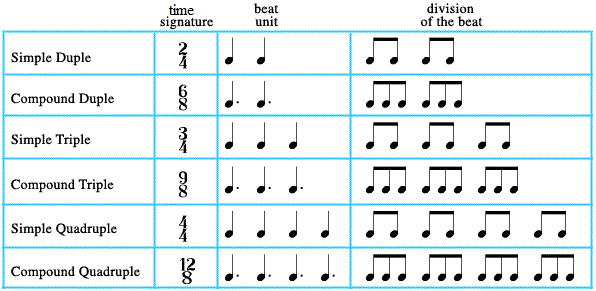 time signature beat unit division of the beat
Simple Duple 2/4
Compound Duple 6/8
Simple Triple 3/4
Compound Triple 9/8
Simple Quadruple 4/4
Compound Quadruple 12/8